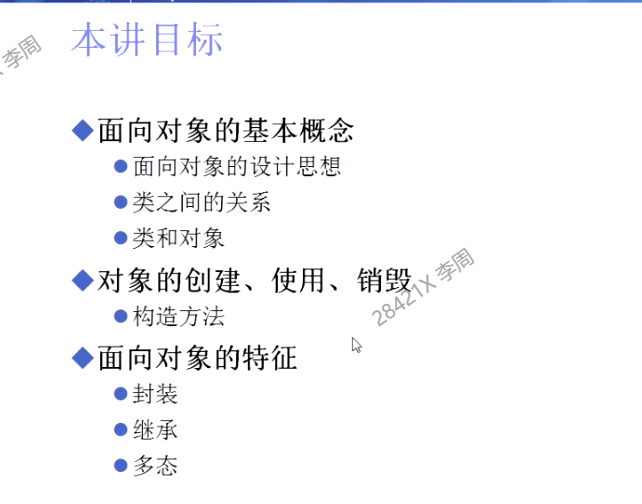 本讲目标
李周
◆面向对象的基本概念
●面向对象的设计思想
●类之间的关系
●类和对象
◆对象的创建、使用、销毁
28421X 李周
●构造方法
◆面向对象的特征
●封装
●继承
●多态